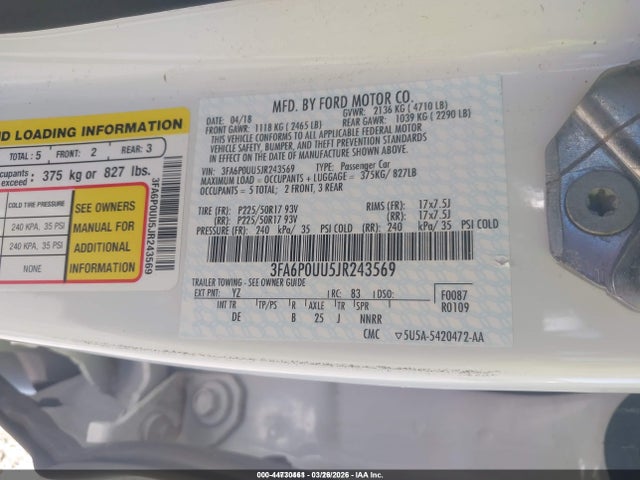 ND LOADING INFORMATION
TOTAL: 5 FRONT: 2 REAR: 3
cupants
exceed : 375 kg or 827 lbs.
COLD TIRE PRESSURE
240 KPA, 35 PSI
240 KPA, 35 PSI
NONE
SEE OWNERS
MANUAL FOR
ADDITIONAL
INFORMATION
3FA6P0UU5JR243569
MFD. BY FORD MOTOR CO.
04/18 GVWR: 2136 KG ( 4710 LB)
FRONT GAWR: 1118 KG ( 2465 LB) REAR GAWR: 1039 KG ( 2290 LB)
THIS VEHICLE CONFORMS TO ALL APPLICABLE FEDERAL MOTOR
VEHICLE SAFETY, BUMPER, AND THEFT PREVENTION STANDARDS
IN EFFECT ON THE DATE OF MANUFACTURE SHOWN ABOVE.
VIN: 3FA6P0UU5JR243569 TYPE: Passenger Car
MAXIMUM LOAD = OCCUPANTS + LUGGAGE = 375KG/ 827LB
OCCUPANTS = 5 TOTAL; 2 FRONT, 3 REAR
TIRE (FR): P225/50R17 93V RIMS (FR): 17x7.5J
(RR): P225/50R17 93V (RR): 17x7.5J
PRESSURE (FR): 240 kPa/ 35 PSI COLD (RR): 240 kPa/ 35 PSI COLD
3FA6P0UU5JR243569
TRAILER TOWING - SEE OWNER GUIDE
EXT PNT: YZ RC: 83 DSO: F0087
INT TR TP/PS R AXLE TR SPR R0109
DE B 25 J NNRR
CMC ▽5U5A-5420472-AA
03/26/2026 IAA